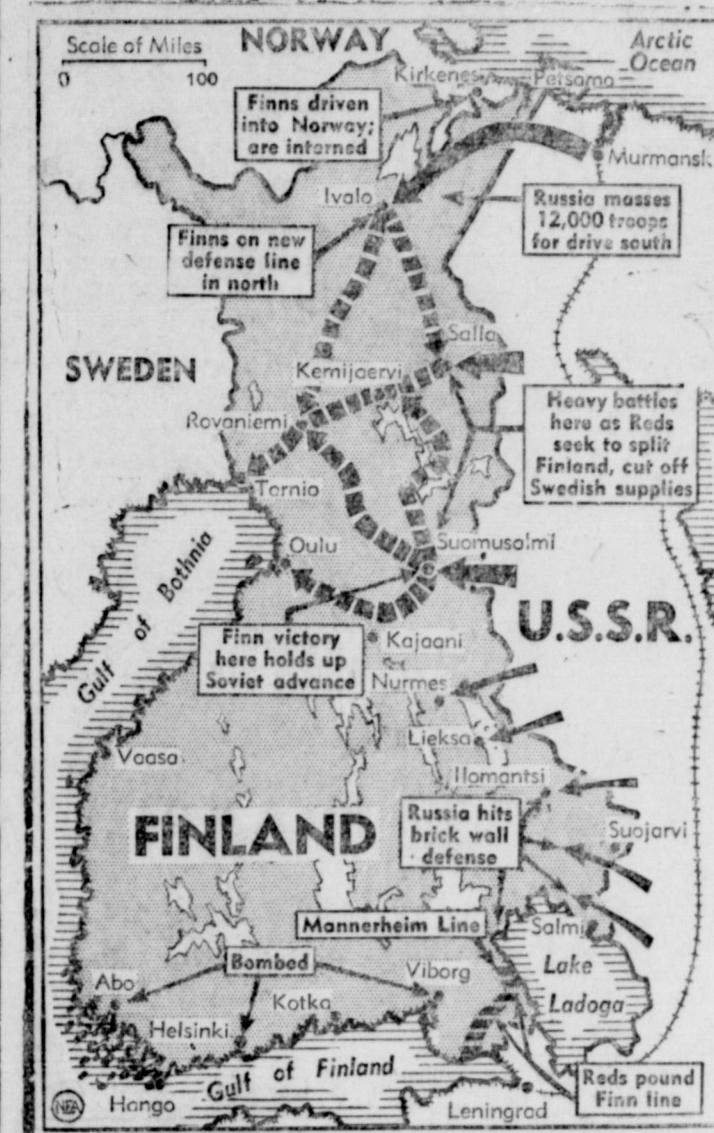 Scale of Miles
0 100
NORWAY
Arctic
Ocean
Kirkenes
Petsamo
Finns driven
into Norway;
are interned
Murmansk
Ivalo
Russia masses
12,000 troops
for drive south
Finns on new
defense line
in north
Salla
SWEDEN
Kemijaervi
Heavy battles
here as Reds
seek to split
Finland, cut off
Swedish supplies
Rovaniemi
Tornio
Gulf of Bothnia
Oulu
Suomusalmi
U.S.S.R.
Finn victory
here holds up
Soviet advance
Kajaani
Nurmes
Lieksa
Vaasa
Ilomantsi
FINLAND
Russia hits
brick wall
defense
Suojarvi
Mannerheim Line
Salmi
Bombed
Viborg
Lake
Ladoga
Abo
Kotka
Helsinki
Gulf of Finland
Reds pound
Finn line
NEA
Hango
Leningrad